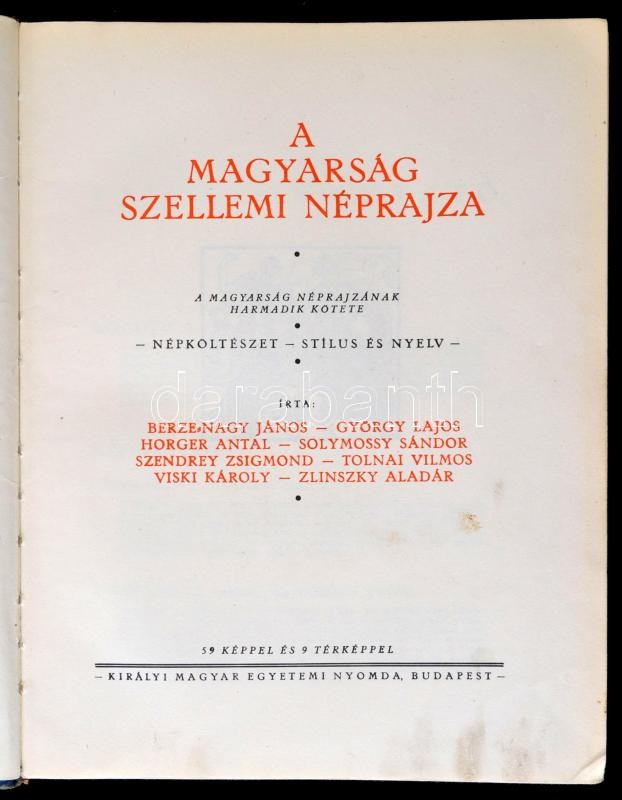 A
MAGYARSÁG
SZELLEMI NÉPRAJZA
A MAGYARSÁG NÉPRAJZÁNAK
HARMADIK KÖTETE
– NÉPKÖLTÉSZET – STÍLUS ÉS NYELV –
darabanth
ÍRTA:
BERZE NAGY JÁNOS – GYÖRGY LAJOS
HORGER ANTAL – SOLYMOSSY SÁNDOR
SZENDREY ZSIGMOND – TOLNAI VILMOS
VISKI KÁROLY – ZLINSZKY ALADÁR
59 KÉPPEL ÉS 9 TÉRKÉPPEL
– KIRÁLYI MAGYAR EGYETEMI NYOMDA, BUDAPEST –